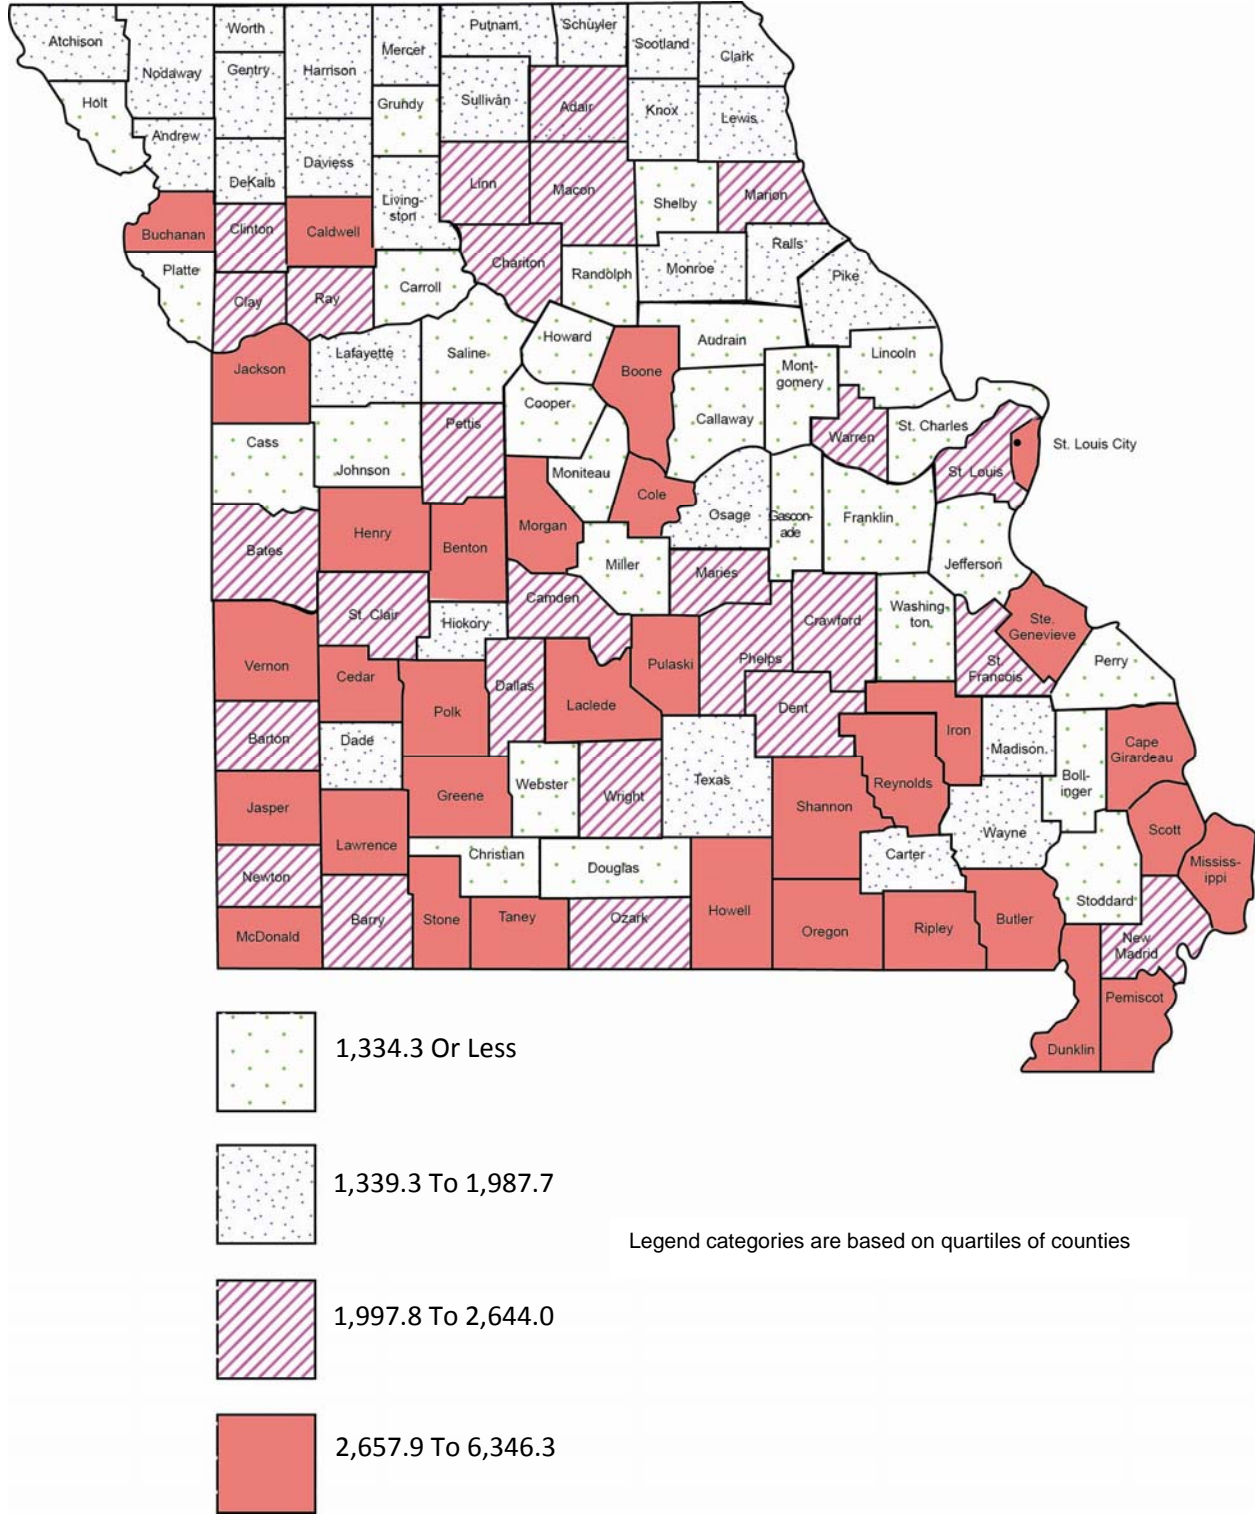 Atchison
Nodaway
Worth
Gentry
Harrison
Mercer
Putnam
Schuyler
Scotland
Clark
Holt
Andrew
DeKalb
Daviess
Grundy
Sullivan
Adair
Knox
Lewis
Buchanan
Clinton
Caldwell
Living-
ston
Linn
Macon
Shelby
Marion
Platte
Clay
Ray
Carroll
Chariton
Randolph
Monroe
Ralls
Pike
Jackson
Lafayette
Saline
Howard
Boone
Audrain
Mont-
gomery
Lincoln
Cass
Johnson
Pettis
Cooper
Moniteau
Callaway
Warren
St. Charles
St. Louis
St. Louis City
Bates
Henry
Benton
Morgan
Cole
Miller
Osage
Gascon-
ade
Franklin
Jefferson
Vernon
St. Clair
Hickory
Camden
Maries
Pulaski
Phelps
Crawford
Washing-
ton
St.
Francois
Ste.
Genevieve
Perry
Cedar
Polk
Dallas
Laclede
Dent
Iron
Madison
Boll-
inger
Cape
Girardeau
Barton
Dade
Greene
Webster
Wright
Texas
Shannon
Reynolds
Wayne
Scott
Mississ-
ippi
Jasper
Lawrence
Christian
Douglas
Carter
Stoddard
Newton
Barry
Stone
Taney
Ozark
Howell
Oregon
Ripley
Butler
New
Madrid
McDonald
Dunklin
Pemiscot
1,334.3 Or Less
1,339.3 To 1,987.7
Legend categories are based on quartiles of counties
1,997.8 To 2,644.0
2,657.9 To 6,346.3